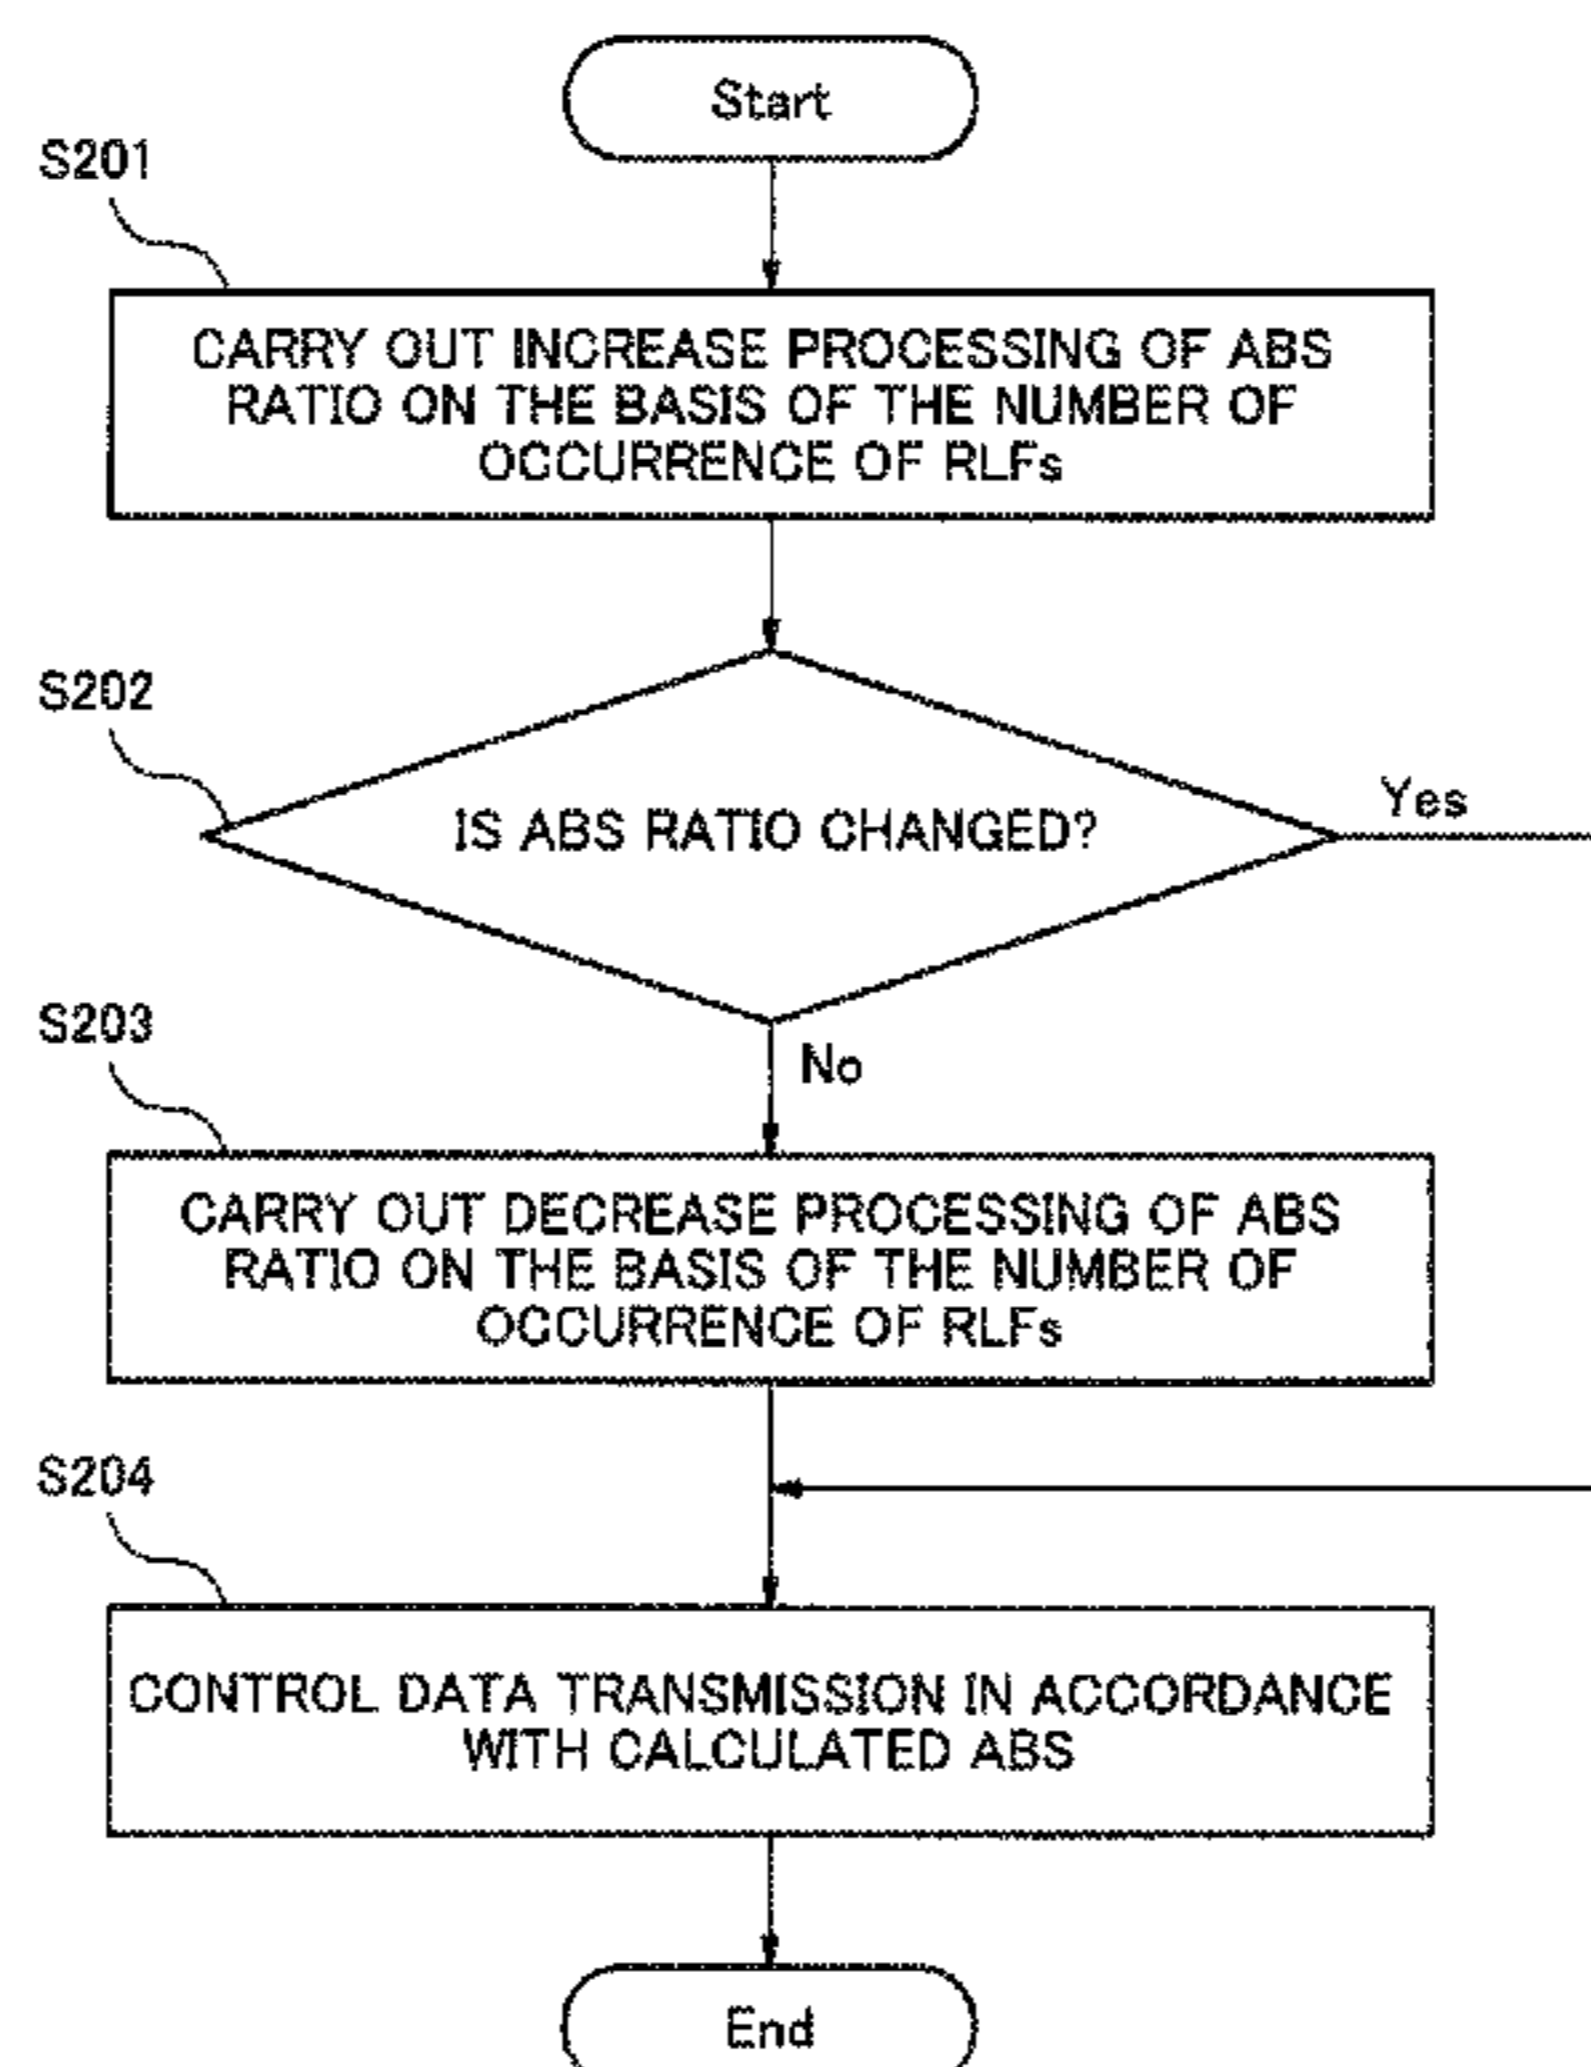 Start
S201
CARRY OUT INCREASE PROCESSING OF ABS
RATIO ON THE BASIS OF THE NUMBER OF
OCCURRENCE OF RLFs
S202
IS ABS RATIO CHANGED?
Yes
No
S203
CARRY OUT DECREASE PROCESSING OF ABS
RATIO ON THE BASIS OF THE NUMBER OF
OCCURRENCE OF RLFs
S204
CONTROL DATA TRANSMISSION IN ACCORDANCE
WITH CALCULATED ABS
End